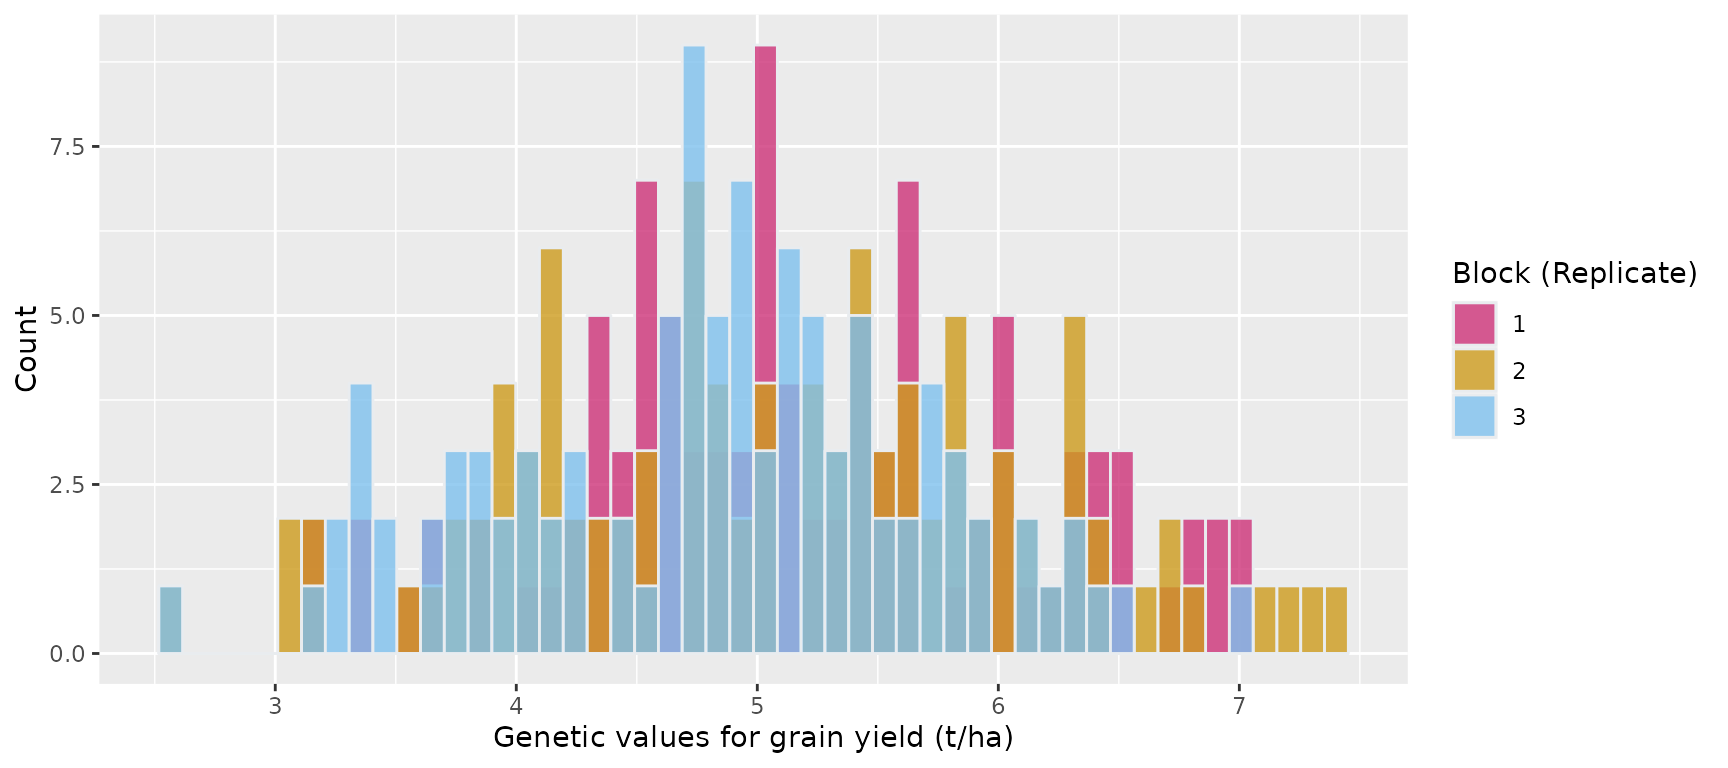 7.5
5.0
2.5
0.0
Count
3 4 5 6 7
Genetic values for grain yield (t/ha)
Block (Replicate)
1
2
3